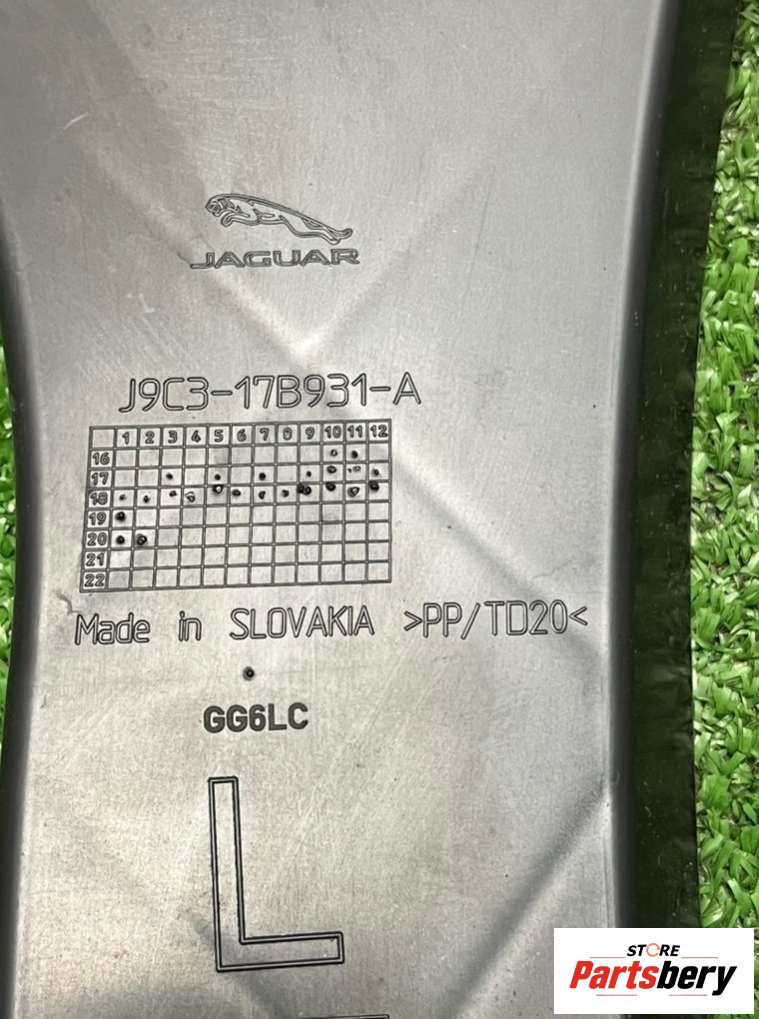 JAGUAR
J9C3-17B931-A
1 2 3 4 5 6 7 8 9 10 11 12
16
17
18
19
20
21
22
Made in SLOVAKIA >PP/TD20<
GG6LC
L
STORE
Partsbery